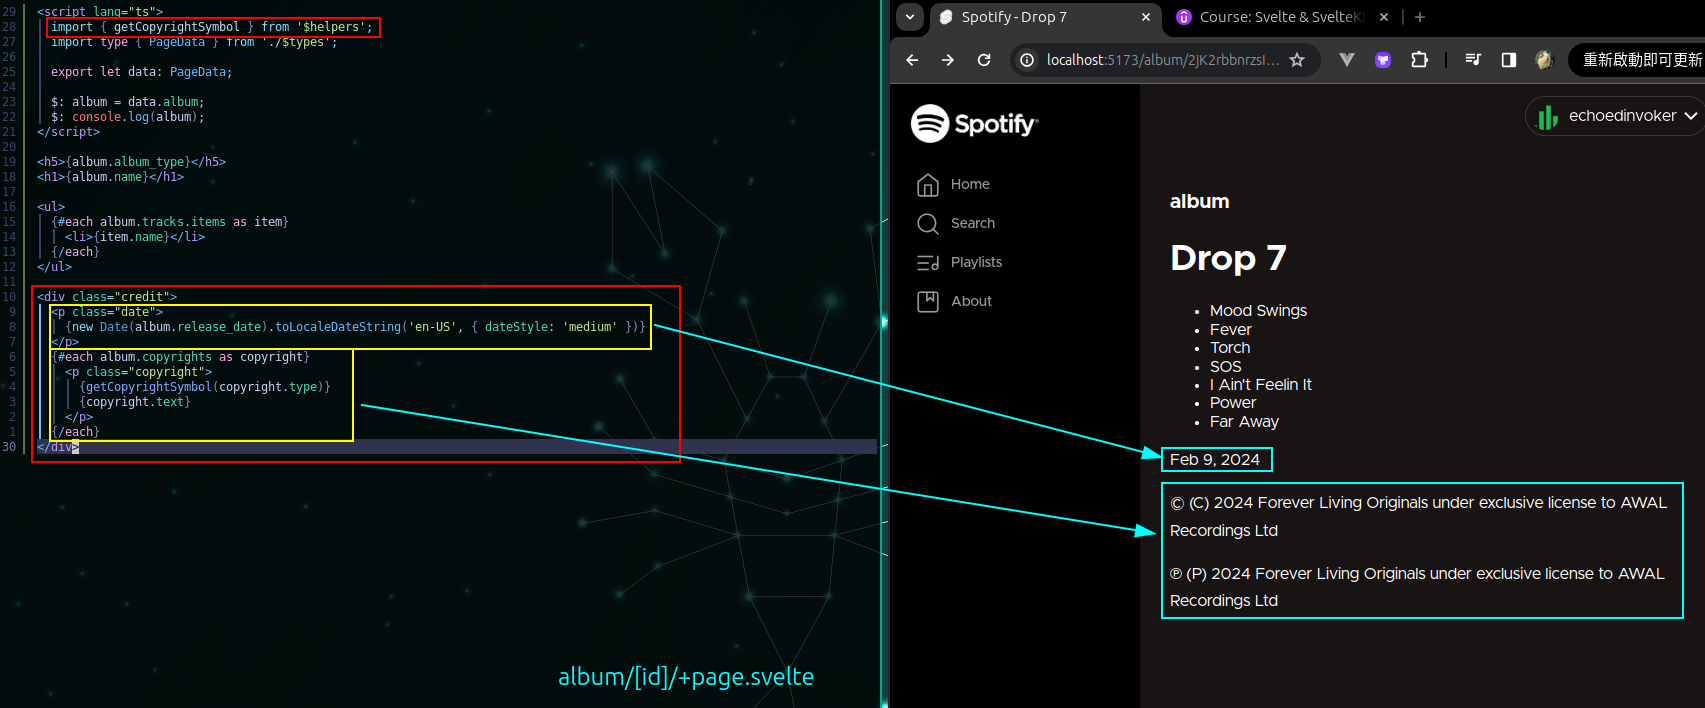 29 <script lang="ts">
28 import { getCopyrightSymbol } from '$helpers';
27 import type { PageData } from './$types';
26
25 export let data: PageData;
24
23 $: album = data.album;
22 $: console.log(album);
21 </script>
20
19 <h5>{album.album_type}</h5>
18 <h1>{album.name}</h1>
17
16 <ul>
15 {#each album.tracks.items as item}
14 <li>{item.name}</li>
13 {/each}
12 </ul>
11
10 <div class="credit">
9 <p class="date">
8 {new Date(album.release_date).toLocaleDateString('en-US', { dateStyle: 'medium' })}
7 </p>
6 {#each album.copyrights as copyright}
5 <p class="copyright">
4 {getCopyrightSymbol(copyright.type)}
3 {copyright.text}
2 </p>
1 {/each}
30 </div>
album/[id]/+page.svelte
Spotify - Drop 7
Course: Svelte & SvelteK
localhost:5173/album/2jK2rbbnrzsI...
重新啟動即可更新
Spotify
echoedinvoker
Home
Search
Playlists
About
album
Drop 7
• Mood Swings
• Fever
• Torch
• SOS
• I Ain't Feelin It
• Power
• Far Away
Feb 9, 2024
© (C) 2024 Forever Living Originals under exclusive license to AWAL
Recordings Ltd
℗ (P) 2024 Forever Living Originals under exclusive license to AWAL
Recordings Ltd